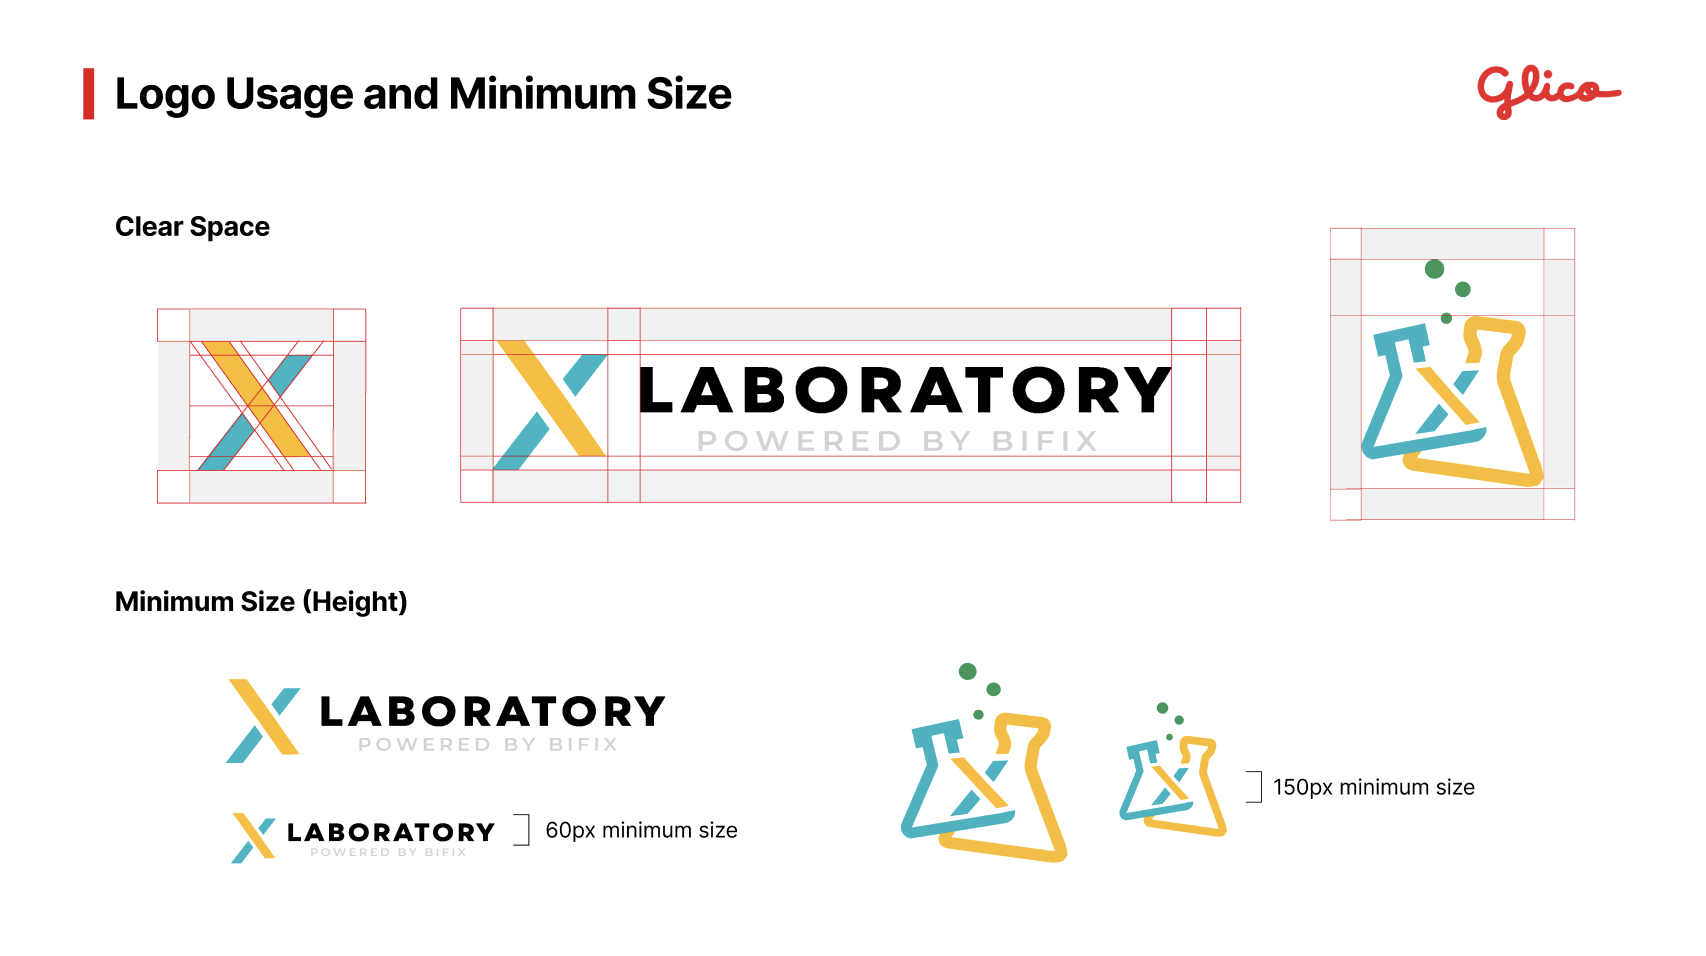 Logo Usage and Minimum Size
Glico
Clear Space
X LABORATORY
POWERED BY BIFIX
Minimum Size (Height)
X LABORATORY
POWERED BY BIFIX
X LABORATORY
POWERED BY BIFIX
60px minimum size
150px minimum size